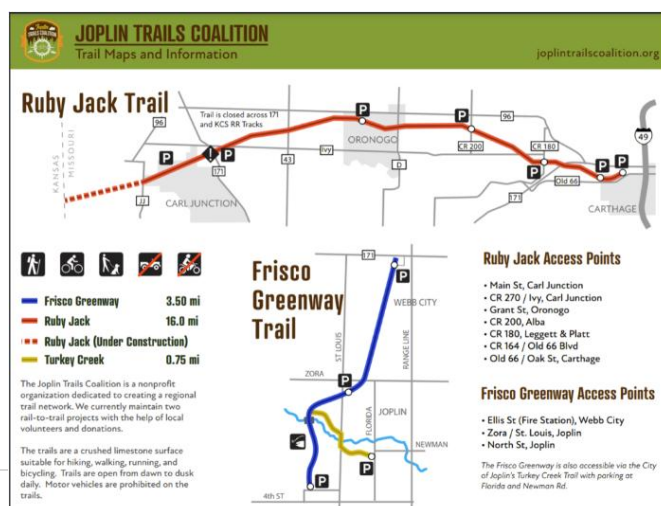 JOPLIN TRAILS COALITION
Trail Maps and Information
joplintrailscoalition.org
Ruby Jack Trail
Trail is closed across 171
and KCS RR Tracks
KANSAS
MISSOURI
96
P
P
171
JJ
CARL JUNCTION
43
Ivy
P
ORONOGO
D
P
96
CR 200
CR 180
P
171
Old 66
P
P
CARTHAGE
49
Frisco Greenway 3.50 mi
Ruby Jack 16.0 mi
Ruby Jack (Under Construction)
Turkey Creek 0.75 mi
The Joplin Trails Coalition is a nonprofit
organization dedicated to creating a regional
trail network. We currently maintain two
rail-to-trail projects with the help of local
volunteers and donations.
The trails are a crushed limestone surface
suitable for hiking, walking, running, and
bicycling. Trails are open from dawn to dusk
daily. Motor vehicles are prohibited on the
trails.
Frisco
Greenway
Trail
171
P
WEBB CITY
ST LOUIS
RANGE LINE
ZORA
P
FLORIDA
JOPLIN
NEWMAN
P
4th ST
P
Ruby Jack Access Points
• Main St, Carl Junction
• CR 270 / Ivy, Carl Junction
• Grant St, Oronogo
• CR 200, Alba
• CR 180, Leggett & Platt
• CR 164 / Old 66 Blvd
• Old 66 / Oak St, Carthage
Frisco Greenway Access Points
• Ellis St (Fire Station), Webb City
• Zora / St. Louis, Joplin
• North St, Joplin
The Frisco Greenway is also accessible via the City
of Joplin's Turkey Creek Trail with parking at
Florida and Newman Rd.